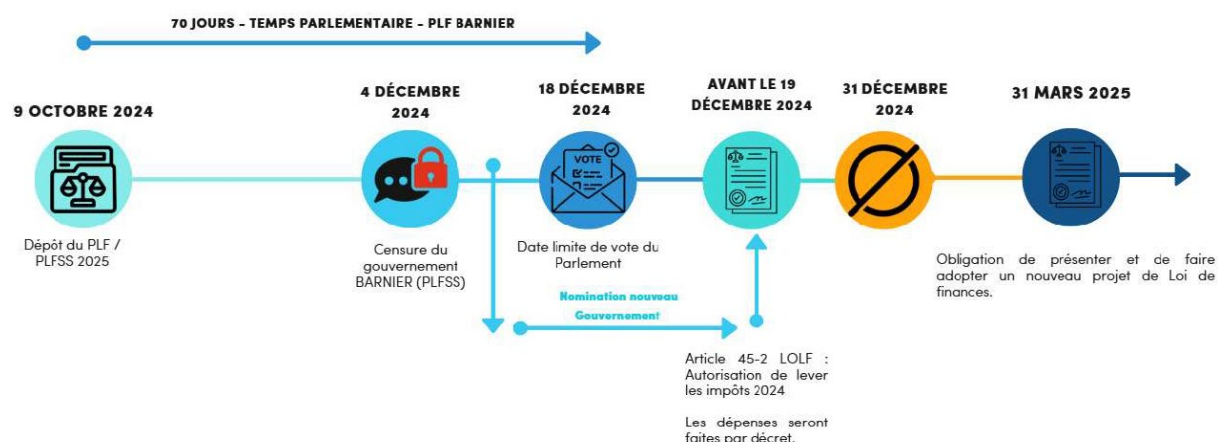 70 JOURS - TEMPS PARLEMENTAIRE - PLF BARNIER
9 OCTOBRE 2024
Dépôt du PLF /
PLFSS 2025
4 DÉCEMBRE
2024
Censure du
gouvernement
BARNIER (PLFSS)
18 DÉCEMBRE
2024
VOTE
Date limite de vote du
Parlement
Nomination nouveau
Gouvernement
AVANT LE 19
DÉCEMBRE 2024
Article 45-2 LOLF :
Autorisation de lever
les impôts 2024
Les dépenses seront
faites par décret.
31 DÉCEMBRE
2024
31 MARS 2025
Obligation de présenter et de faire
adopter un nouveau projet de Loi de
finances.